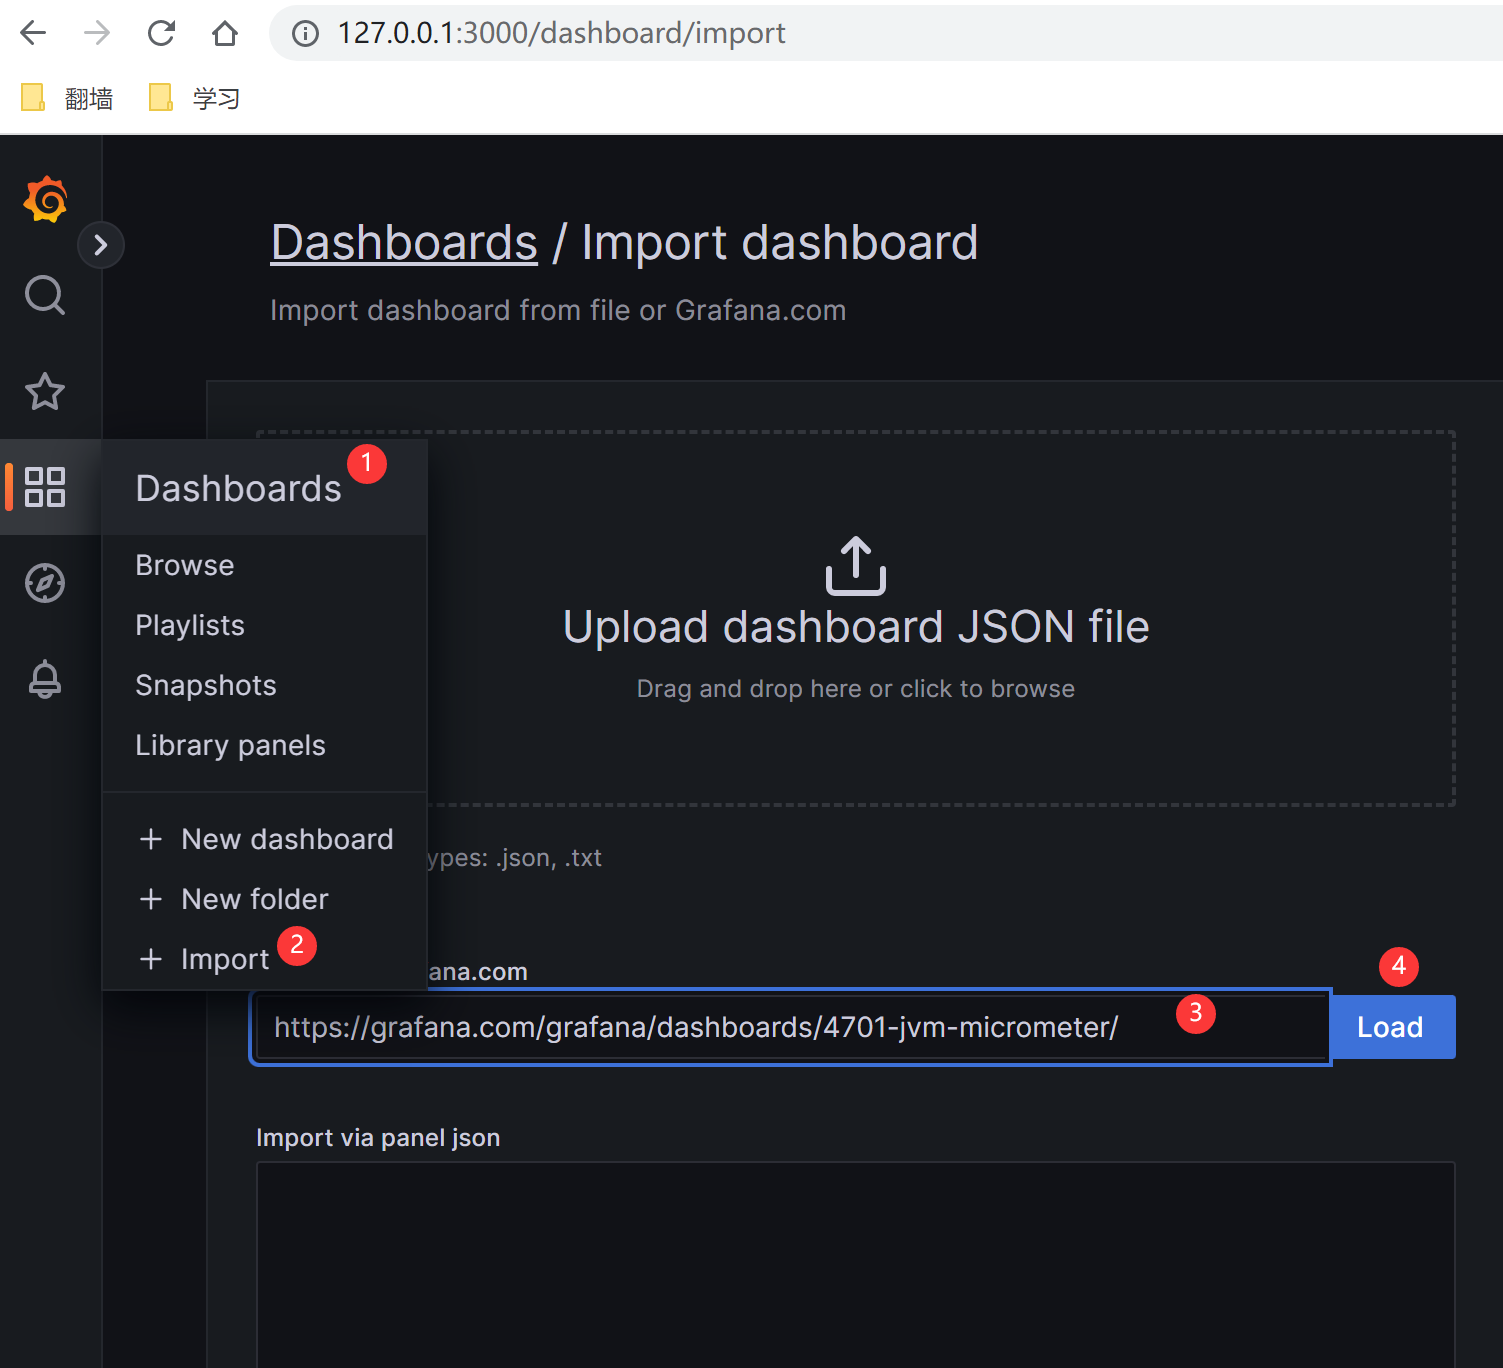 127.0.0.1:3000/dashboard/import
翻墙 学习
Dashboards / Import dashboard
Import dashboard from file or Grafana.com
Dashboards 1
Browse
Playlists
Snapshots
Library panels
+ New dashboard
+ New folder
+ Import 2
Upload dashboard JSON file
Drag and drop here or click to browse
ypes: .json, .txt
ana.com
https://grafana.com/grafana/dashboards/4701-jvm-micrometer/ 3
4
Load
Import via panel json